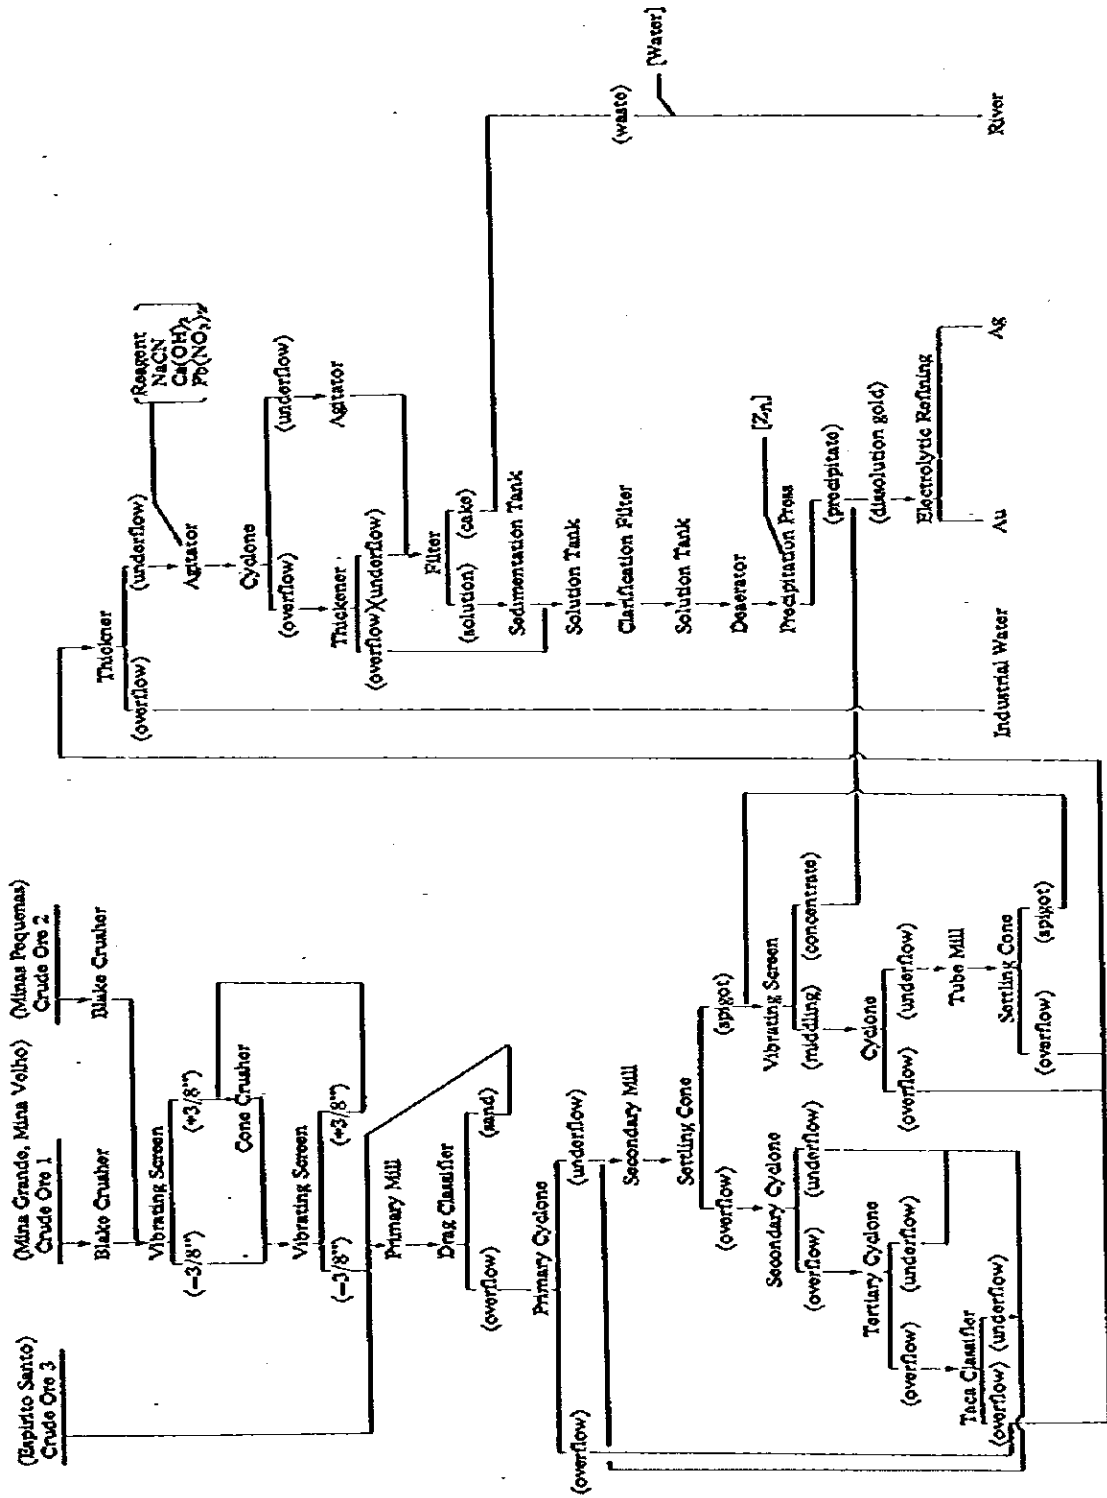 (Espirito Santo)
Crude Ore 3
(Mina Grande, Mina Velho)
Crude Ore 1
(Minas Pequenas)
Crude Ore 2
Blake Crusher
Blake Crusher
Vibrating Screen
(−3/8")
(+3/8")
Cone Crusher
Vibrating Screen
(−3/8")
(+3/8")
Primary Mill
Drag Classifier
(overflow)
(sand)
Primary Cyclone
(overflow)
(underflow)
Secondary Mill
Settling Cone
(overflow)
(spigot)
Secondary Cyclone
(overflow)
(underflow)
Tertiary Cyclone
(overflow)
(underflow)
Taca Classifier
(overflow)
(underflow)
Vibrating Screen
(middling)
(concentrate)
Cyclone
(overflow)
(underflow)
Tube Mill
Settling Cone
(overflow)
(spigot)
Thickner
(overflow)
(underflow)
Reagent
NaCN
Ca(OH)₂
Pb(NO₃)₂
Agitator
Cyclone
(overflow)
(underflow)
Thickener
Agitator
(overflow)
(underflow)
Filter
(solution)
(cake)
Sedimentation Tank
Solution Tank
Clarification Filter
Solution Tank
Deaerator
[Zn]
Precipitation Press
(precipitate)
(dissolution gold)
Electrolytic Refining
(waste)
[Water]
Industrial Water
Au
Ag
River